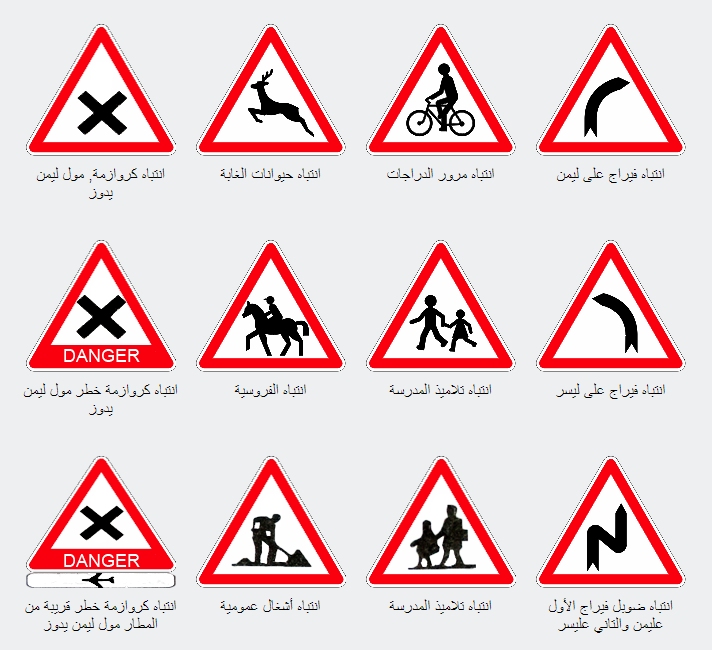 انتباه فيراج على ليمن
انتباه مرور الدراجات
انتباه حيوانات الغابة
انتباه كروازمة, مول ليمن
يدوز
انتباه فيراج على ليسر
انتباه تلاميذ المدرسة
انتباه الفروسية
DANGER
انتباه كروازمة خطر مول ليمن
يدوز
انتباه ضوبل فيراج الأول
عليمن والتاني عليسر
انتباه تلاميذ المدرسة
انتباه أشغال عمومية
DANGER
انتباه كروازمة خطر قريبة من
المطار مول ليمن يدوز